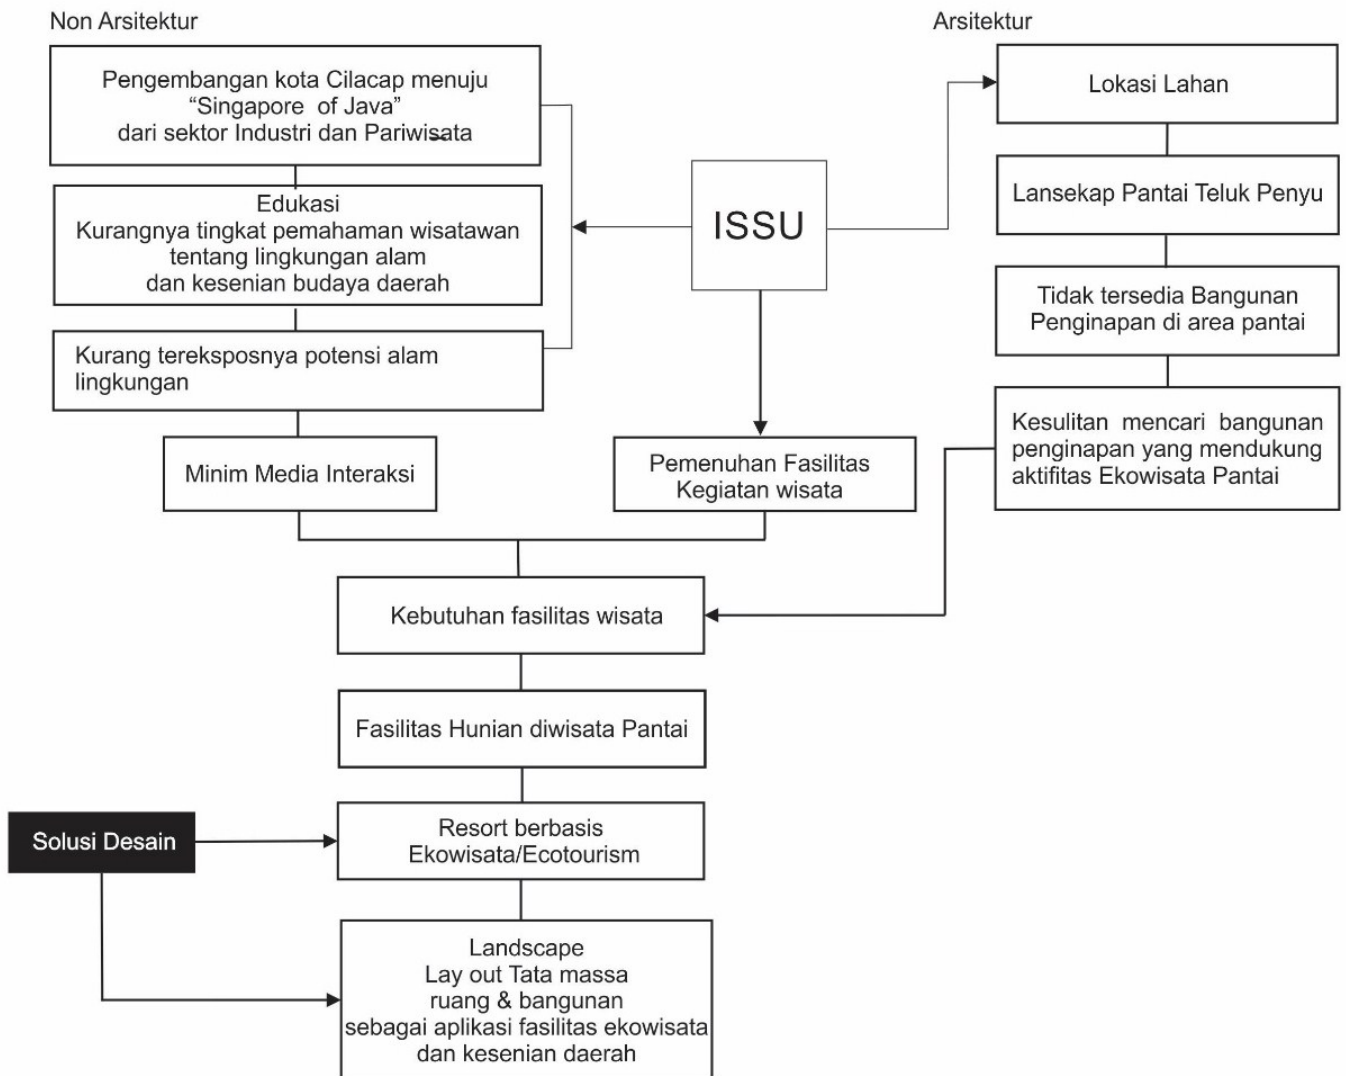 Non Arsitektur
Arsitektur
Pengembangan kota Cilacap menuju
“Singapore of Java”
dari sektor Industri dan Pariwisata
Edukasi
Kurangnya tingkat pemahaman wisatawan
tentang lingkungan alam
dan kesenian budaya daerah
Kurang tereksposnya potensi alam
lingkungan
Minim Media Interaksi
ISSU
Pemenuhan Fasilitas
Kegiatan wisata
Lokasi Lahan
Lansekap Pantai Teluk Penyu
Tidak tersedia Bangunan
Penginapan di area pantai
Kesulitan mencari bangunan
penginapan yang mendukung
aktifitas Ekowisata Pantai
Kebutuhan fasilitas wisata
Fasilitas Hunian diwisata Pantai
Solusi Desain
Resort berbasis
Ekowisata/Ecotourism
Landscape
Lay out Tata massa
ruang & bangunan
sebagai aplikasi fasilitas ekowisata
dan kesenian daerah